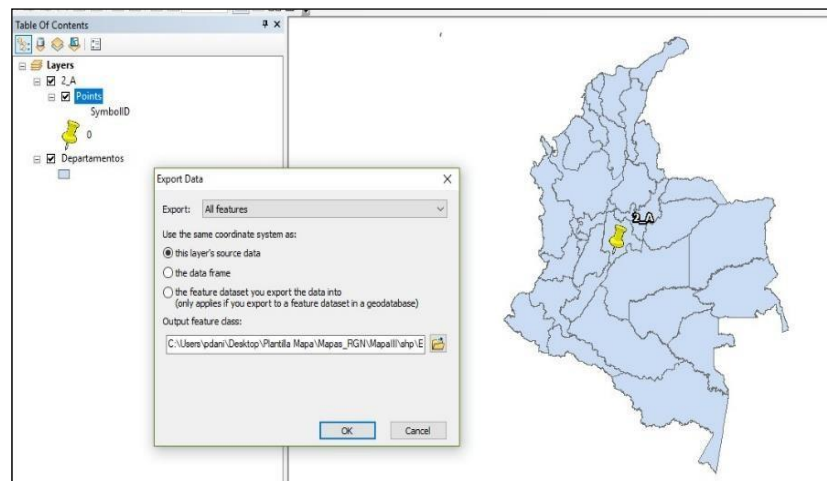 Table Of Contents
Layers
2_A
Points
SymbolID
0
Departamentos
2_A
Export Data
Export: All features
Use the same coordinate system as:
this layer's source data
the data frame
the feature dataset you export the data into
(only applies if you export to a feature dataset in a geodatabase)
Output feature class:
C:\Users\pdani\Desktop\Plantilla Mapa\Mapas_RGN\MapaIII\shp\E
OK Cancel